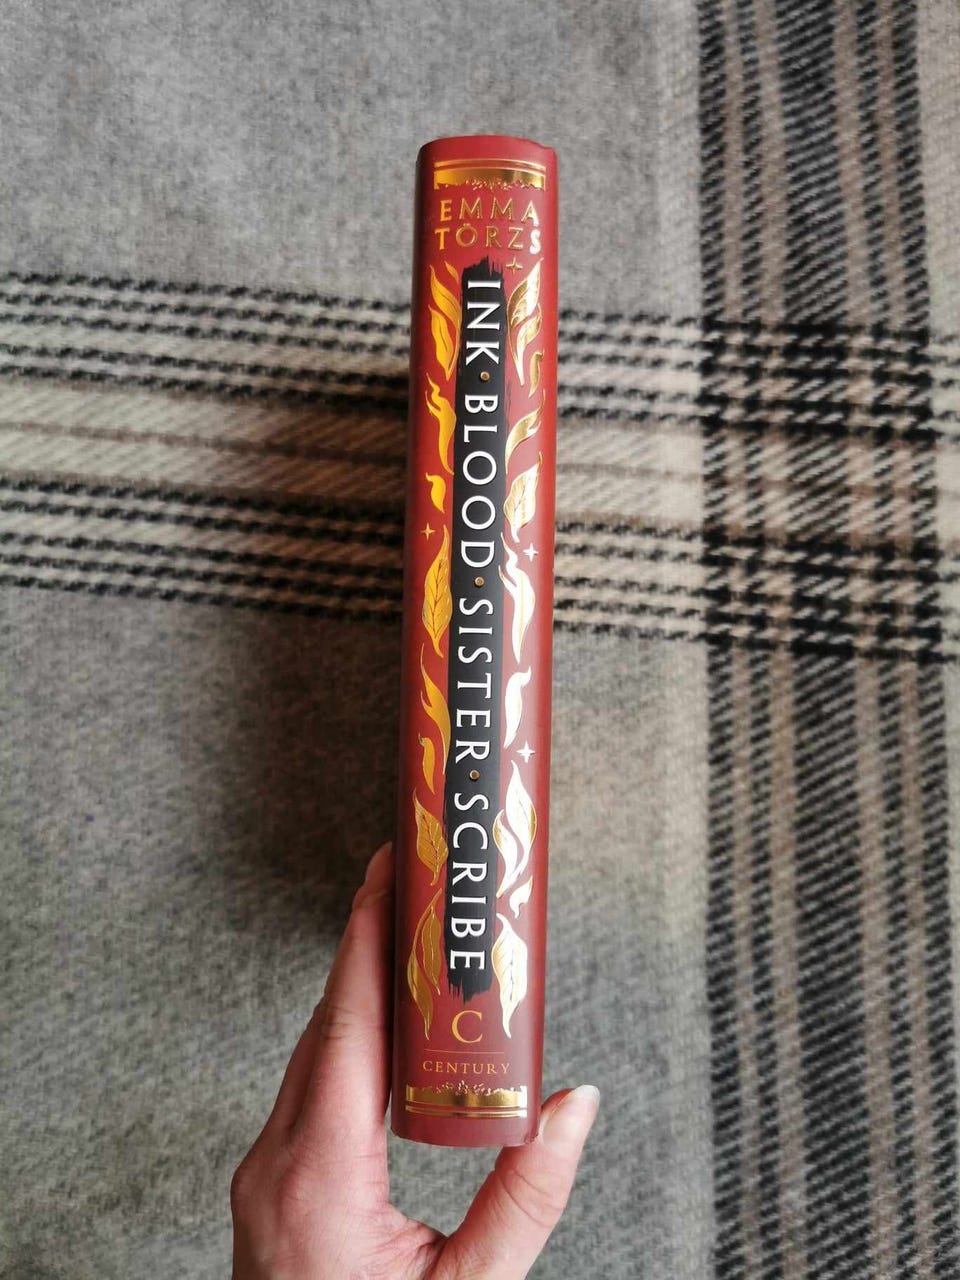 EMMA
TÖRZS
INK · BLOOD · SISTER · SCRIBE
C
CENTURY